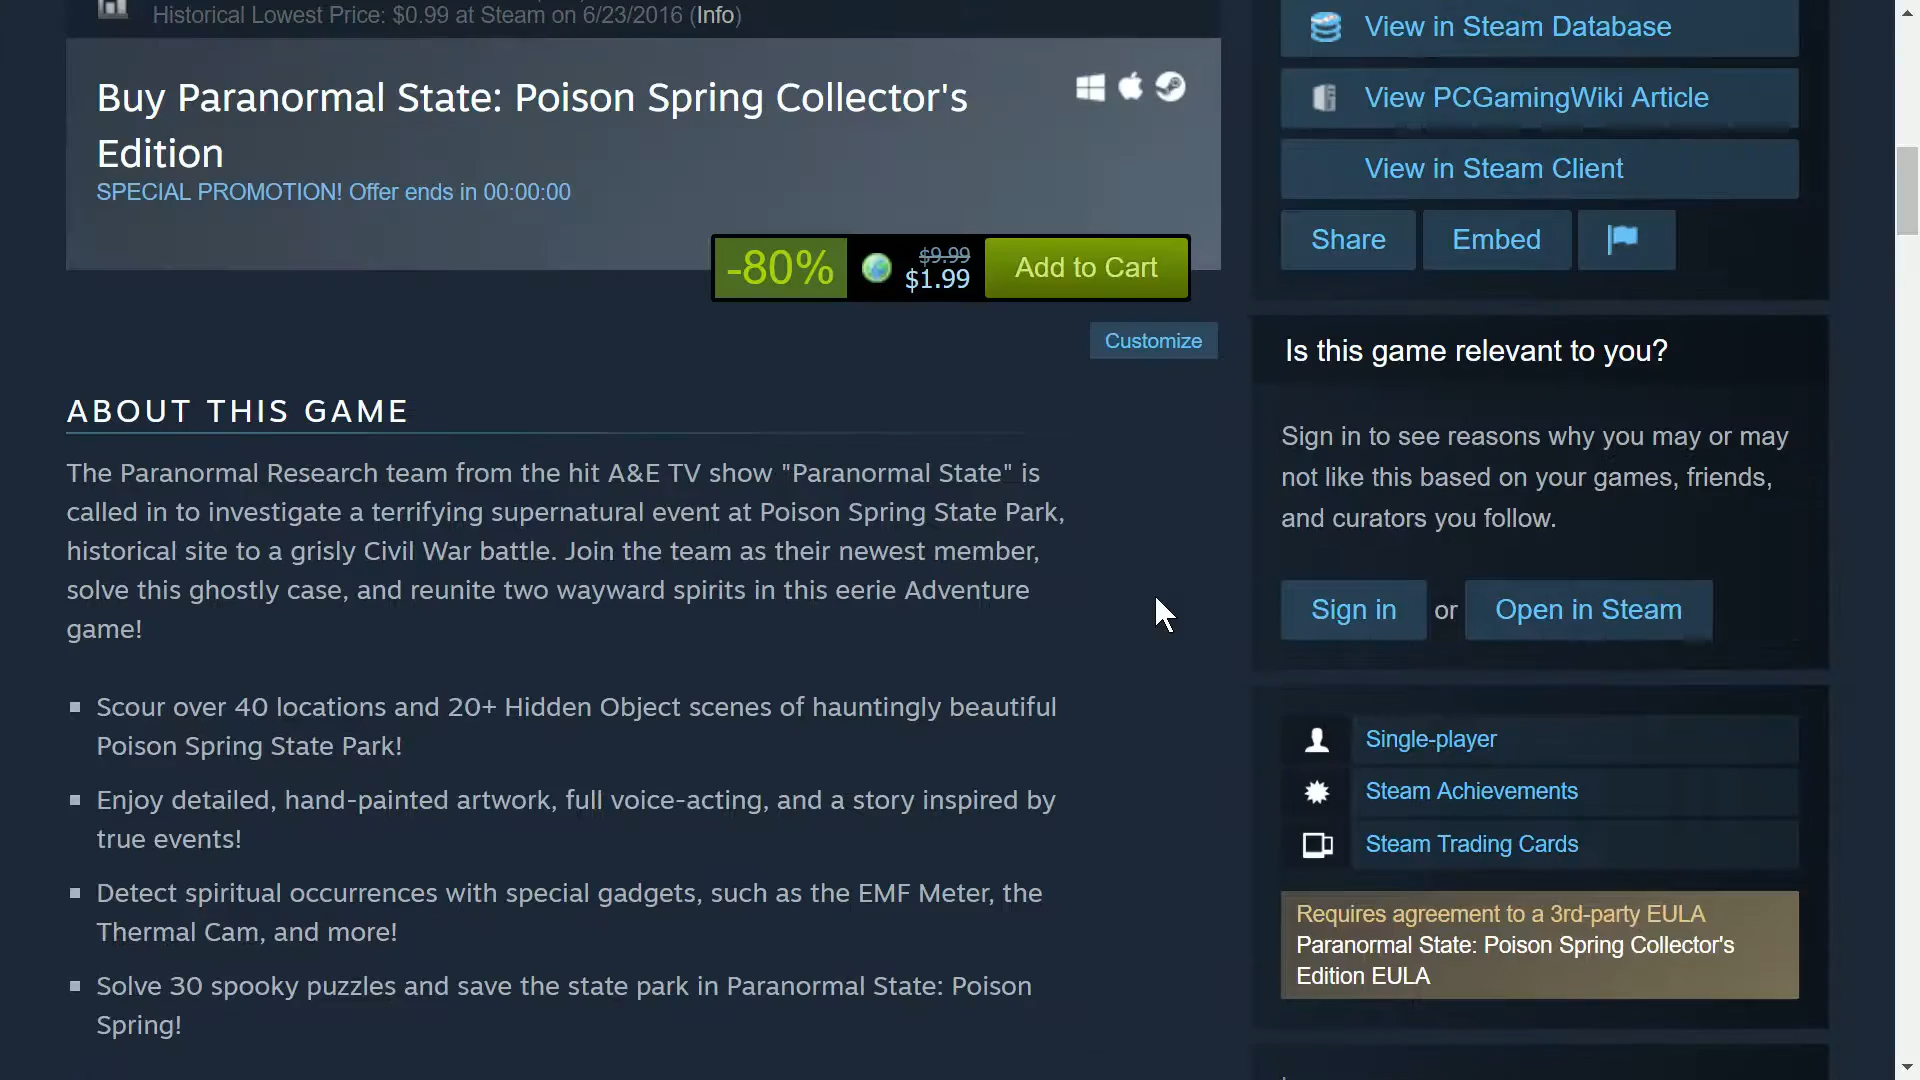 Historical Lowest Price: $0.99 at Steam on 6/23/2016 (Info)
Buy Paranormal State: Poison Spring Collector's
Edition
SPECIAL PROMOTION! Offer ends in 00:00:00
-80%
$9.99
$1.99
Add to Cart
Customize
ABOUT THIS GAME
The Paranormal Research team from the hit A&E TV show "Paranormal State" is
called in to investigate a terrifying supernatural event at Poison Spring State Park,
historical site to a grisly Civil War battle. Join the team as their newest member,
solve this ghostly case, and reunite two wayward spirits in this eerie Adventure
game!
▪ Scour over 40 locations and 20+ Hidden Object scenes of hauntingly beautiful
Poison Spring State Park!
▪ Enjoy detailed, hand-painted artwork, full voice-acting, and a story inspired by
true events!
▪ Detect spiritual occurrences with special gadgets, such as the EMF Meter, the
Thermal Cam, and more!
▪ Solve 30 spooky puzzles and save the state park in Paranormal State: Poison
Spring!
View in Steam Database
View PCGamingWiki Article
View in Steam Client
Share
Embed
Is this game relevant to you?
Sign in to see reasons why you may or may
not like this based on your games, friends,
and curators you follow.
Sign in or Open in Steam
Single-player
Steam Achievements
Steam Trading Cards
Requires agreement to a 3rd-party EULA
Paranormal State: Poison Spring Collector's
Edition EULA